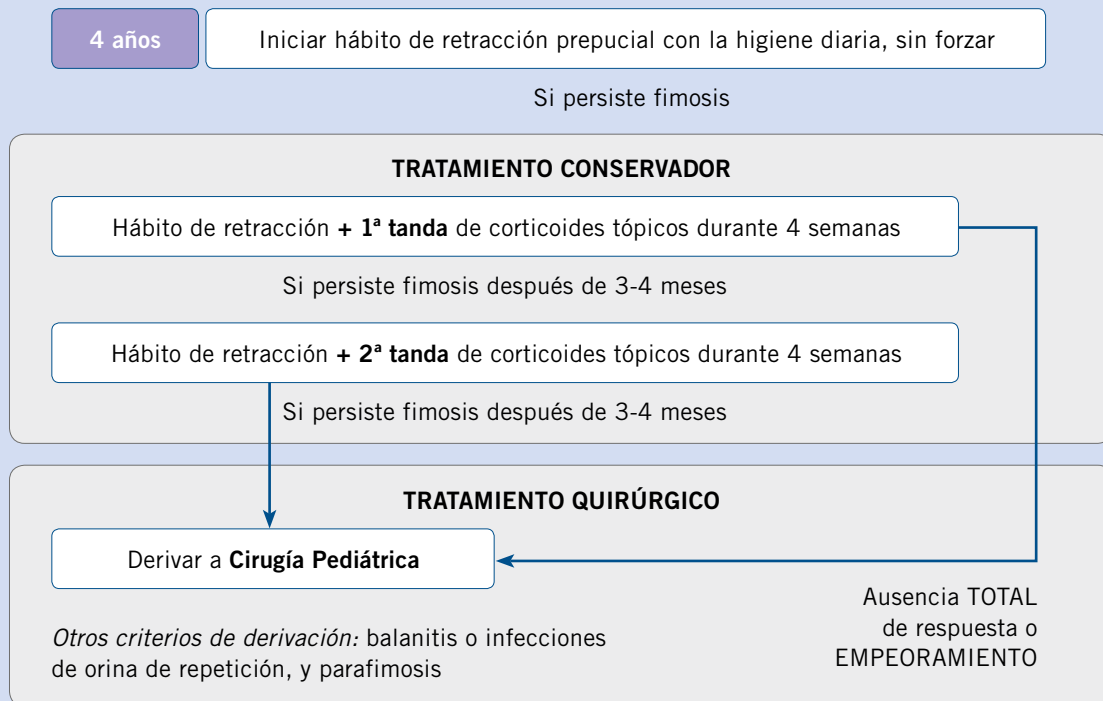 4 años
Iniciar hábito de retracción prepucial con la higiene diaria, sin forzar
Si persiste fimosis
TRATAMIENTO CONSERVADOR
Hábito de retracción + 1ª tanda de corticoides tópicos durante 4 semanas
Si persiste fimosis después de 3-4 meses
Hábito de retracción + 2ª tanda de corticoides tópicos durante 4 semanas
Si persiste fimosis después de 3-4 meses
TRATAMIENTO QUIRÚRGICO
Derivar a Cirugía Pediátrica
Otros criterios de derivación: balanitis o infecciones
de orina de repetición, y parafimosis
Ausencia TOTAL
de respuesta o
EMPEORAMIENTO